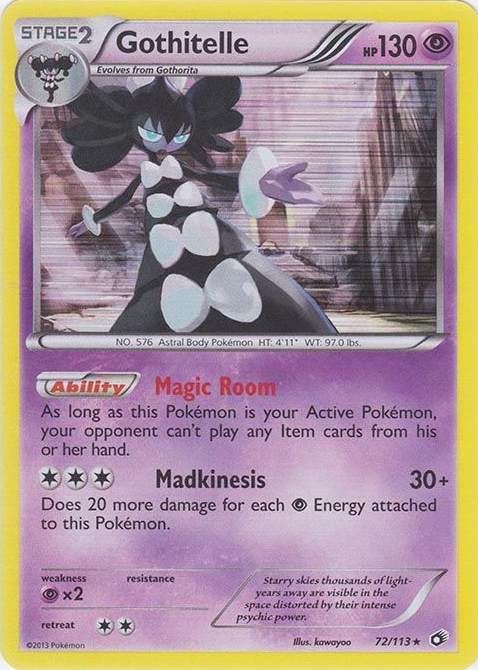 STAGE2
Gothitelle
HP130
Evolves from Gothorita
NO. 576 Astral Body Pokémon HT: 4'11" WT: 97.0 lbs.
Ability Magic Room
As long as this Pokémon is your Active Pokémon,
your opponent can't play any Item cards from his
or her hand.
Madkinesis 30+
Does 20 more damage for each Energy attached
to this Pokémon.
weakness resistance
×2
retreat
Starry skies thousands of light-
years away are visible in the
space distorted by their intense
psychic power.
©2013 Pokémon
Illus. kawayoo
72/113 ★